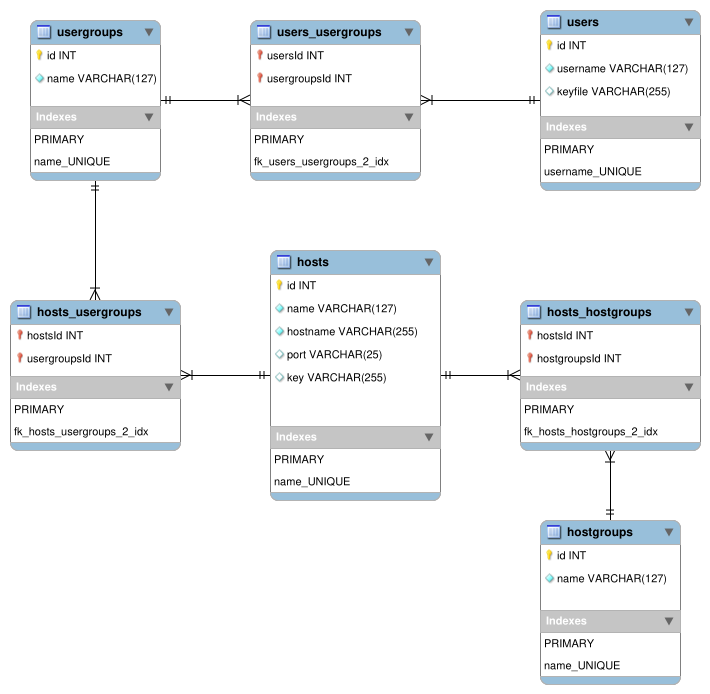 usergroups
id INT
name VARCHAR(127)
Indexes
PRIMARY
name_UNIQUE
users_usergroups
usersId INT
usergroupsId INT
Indexes
PRIMARY
fk_users_usergroups_2_idx
users
id INT
username VARCHAR(127)
keyfile VARCHAR(255)
Indexes
PRIMARY
username_UNIQUE
hosts_usergroups
hostsId INT
usergroupsId INT
Indexes
PRIMARY
fk_hosts_usergroups_2_idx
hosts
id INT
name VARCHAR(127)
hostname VARCHAR(255)
port VARCHAR(25)
key VARCHAR(255)
Indexes
PRIMARY
name_UNIQUE
hosts_hostgroups
hostsId INT
hostgroupsId INT
Indexes
PRIMARY
fk_hosts_hostgroups_2_idx
hostgroups
id INT
name VARCHAR(127)
Indexes
PRIMARY
name_UNIQUE